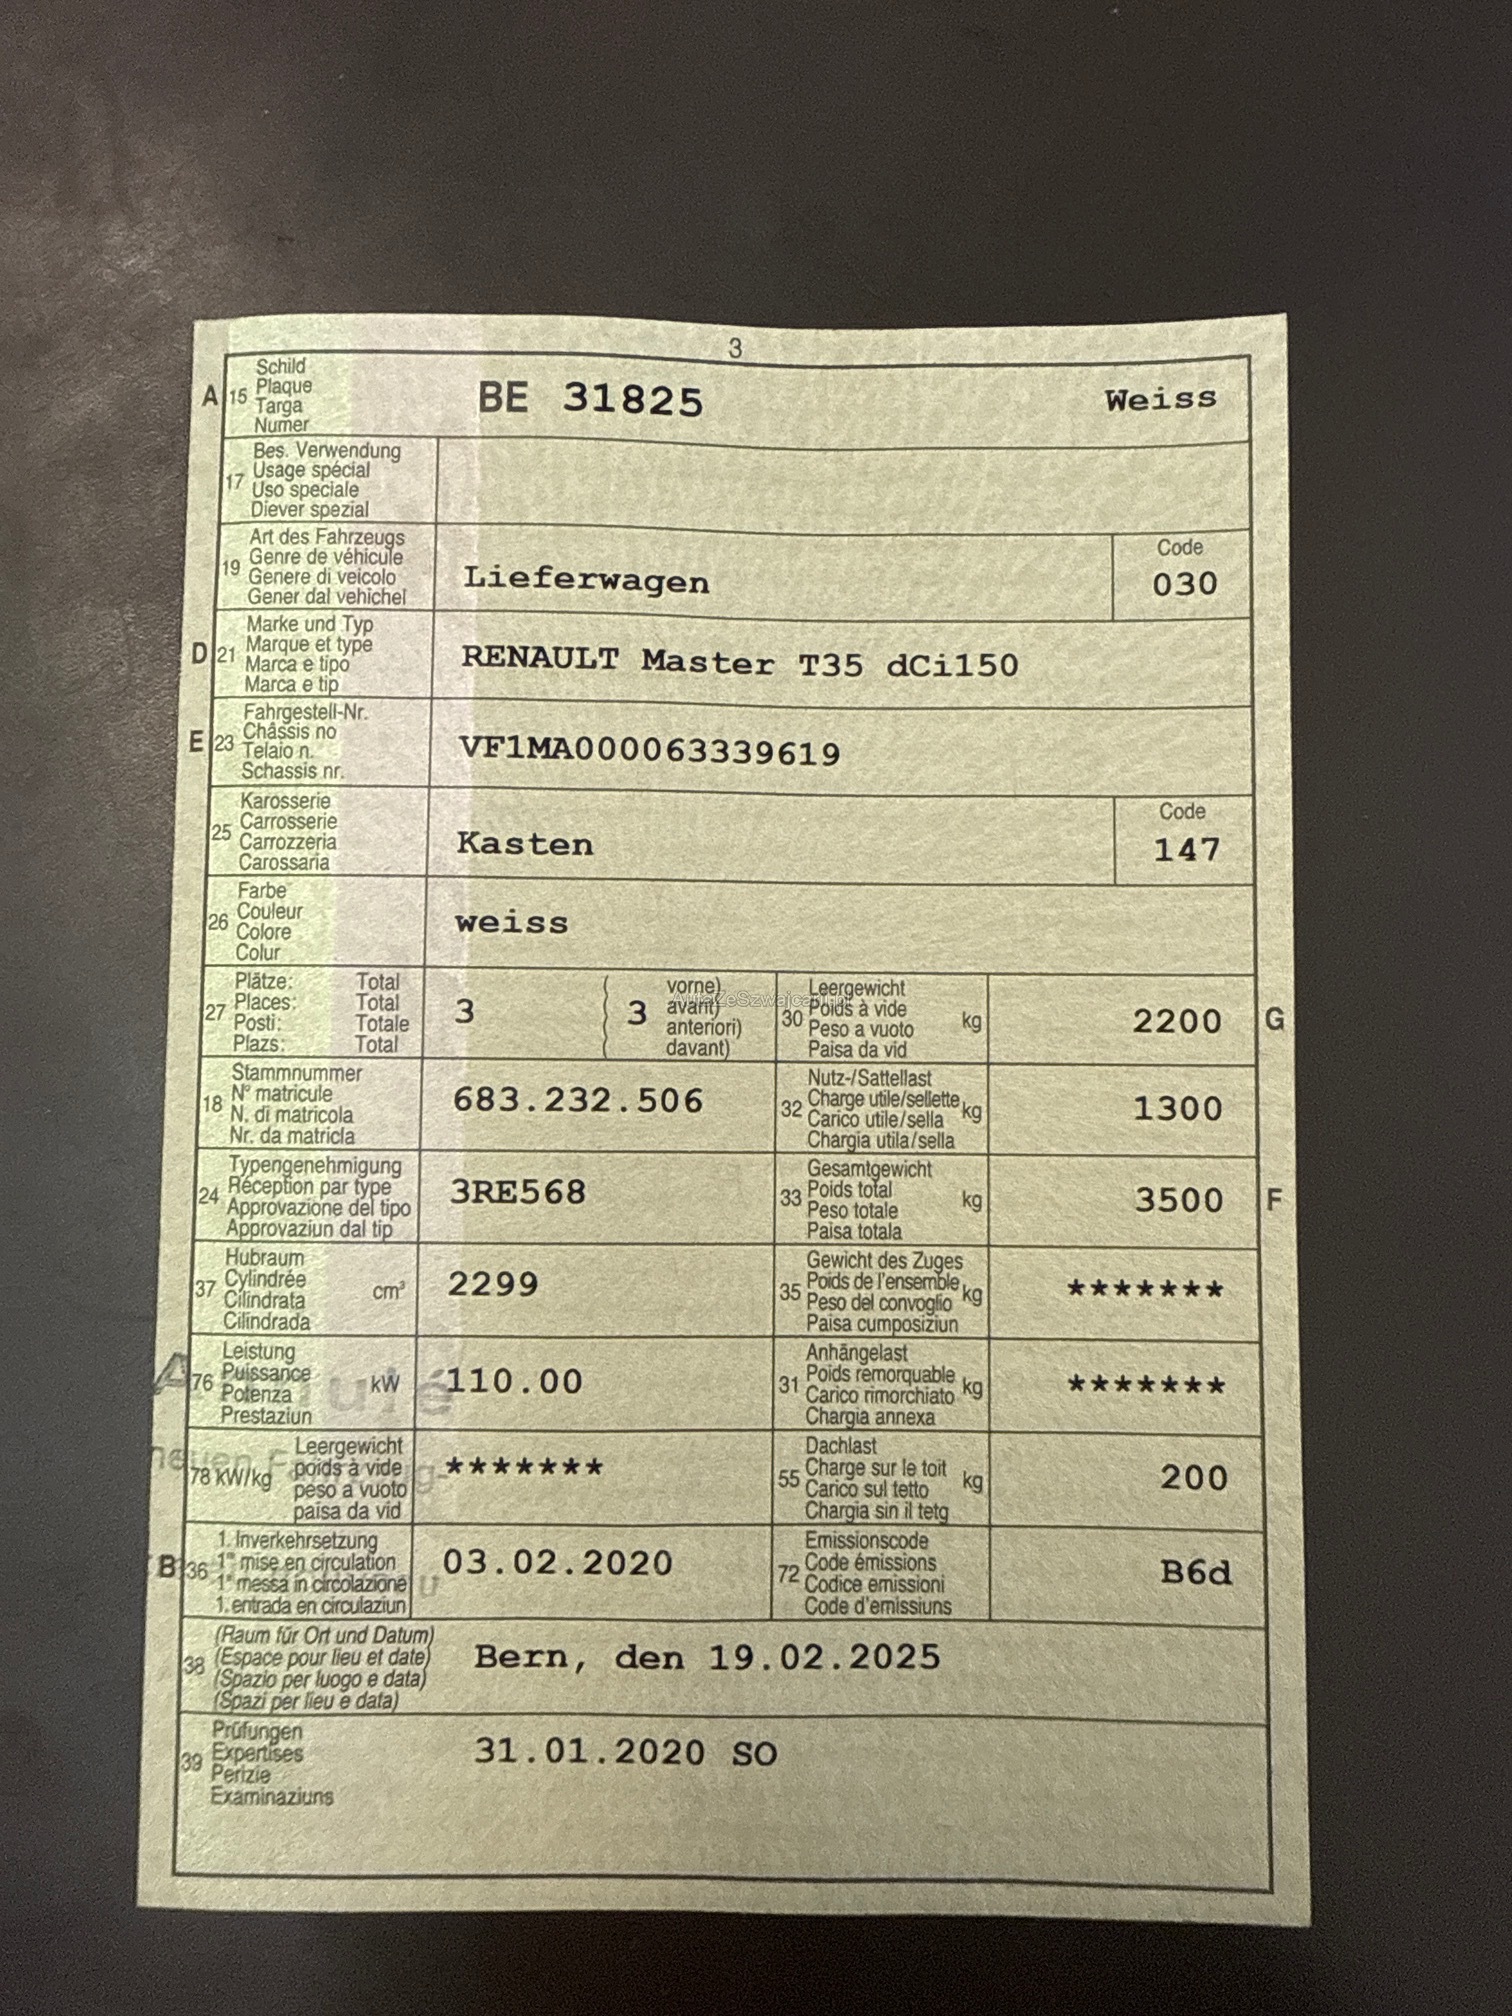 3
A 15 Schild
Plaque
Targa
Numer
BE 31825 Weiss
17 Bes. Verwendung
Usage spécial
Uso speciale
Diever spezial
19 Art des Fahrzeugs
Genre de véhicule
Genere di veicolo
Gener dal vehichel
Lieferwagen
Code
030
D 21 Marke und Typ
Marque et type
Marca e tipo
Marca e tip
RENAULT Master T35 dCi150
E 23 Fahrgestell-Nr.
Châssis no
Telaio n.
Schassis nr.
VF1MA000063339619
25 Karosserie
Carrosserie
Carrozzeria
Carossaria
Kasten
Code
147
26 Farbe
Couleur
Colore
Colur
weiss
27 Plätze: Total
Places: Total
Posti: Totale
Plazs: Total
3
3
vorne)
avant)
anteriori)
davant)
30 Leergewicht
Poids à vide
Peso a vuoto
Paisa da vid
kg
2200 G
18 Stammnummer
N° matricule
N. di matricola
Nr. da matricla
683.232.506
32 Nutz-/Sattellast
Charge utile/sellette
Carico utile/sella
Chargia utila/sella
kg
1300
24 Typengenehmigung
Réception par type
Approvazione del tipo
Approvaziun dal tip
3RE568
33 Gesamtgewicht
Poids total
Peso totale
Paisa totala
kg
3500 F
37 Hubraum
Cylindrée
Cilindrata
Cilindrada
cm³
2299
35 Gewicht des Zuges
Poids de l'ensemble
Peso del convoglio
Paisa cumposiziun
kg
*******
76 Leistung
Puissance
Potenza
Prestaziun
kW
110.00
31 Anhängelast
Poids remorquable
Carico rimorchiato
Chargia annexa
kg
*******
78 kW/kg Leergewicht
poids à vide
peso a vuoto
paisa da vid
*******
55 Dachlast
Charge sur le toit
Carico sul tetto
Chargia sin il tetg
kg
200
B 36 1. Inverkehrsetzung
1re mise en circulation
1a messa in circolazione
1. entrada en circulaziun
03.02.2020
72 Emissionscode
Code émissions
Codice emissioni
Code d'emissiuns
B6d
38 (Raum für Ort und Datum)
(Espace pour lieu et date)
(Spazio per luogo e data)
(Spazi per lieu e data)
Bern, den 19.02.2025
39 Prüfungen
Expertises
Perizie
Examinaziuns
31.01.2020 SO